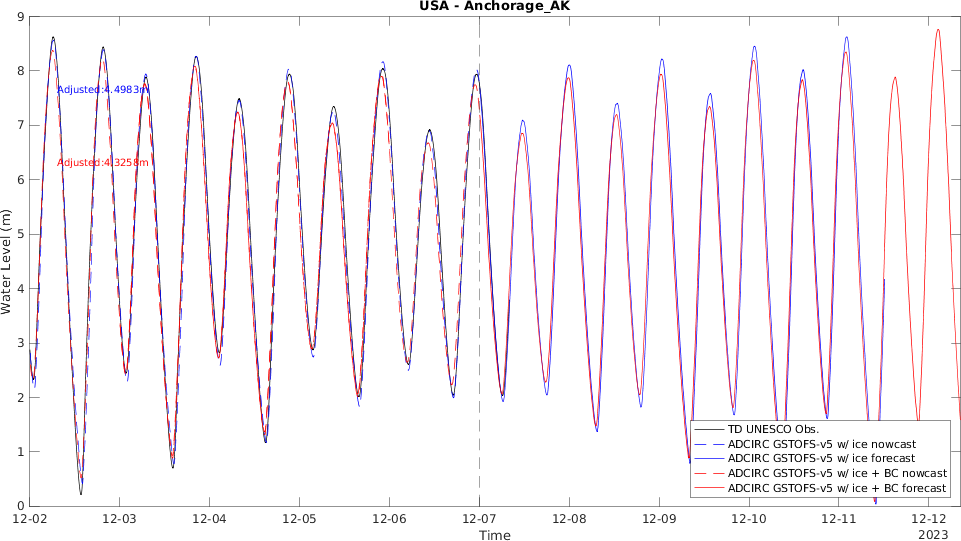 USA - Anchorage_AK
9
8
7
6
5
4
3
2
1
0
Water Level (m)
Adjusted:4.4983m
Adjusted:4.3258m
TD UNESCO Obs.
ADCIRC GSTOFS-v5 w/ ice nowcast
ADCIRC GSTOFS-v5 w/ ice forecast
ADCIRC GSTOFS-v5 w/ ice + BC nowcast
ADCIRC GSTOFS-v5 w/ ice + BC forecast
12-02 12-03 12-04 12-05 12-06 12-07 12-08 12-09 12-10 12-11 12-12
Time
2023